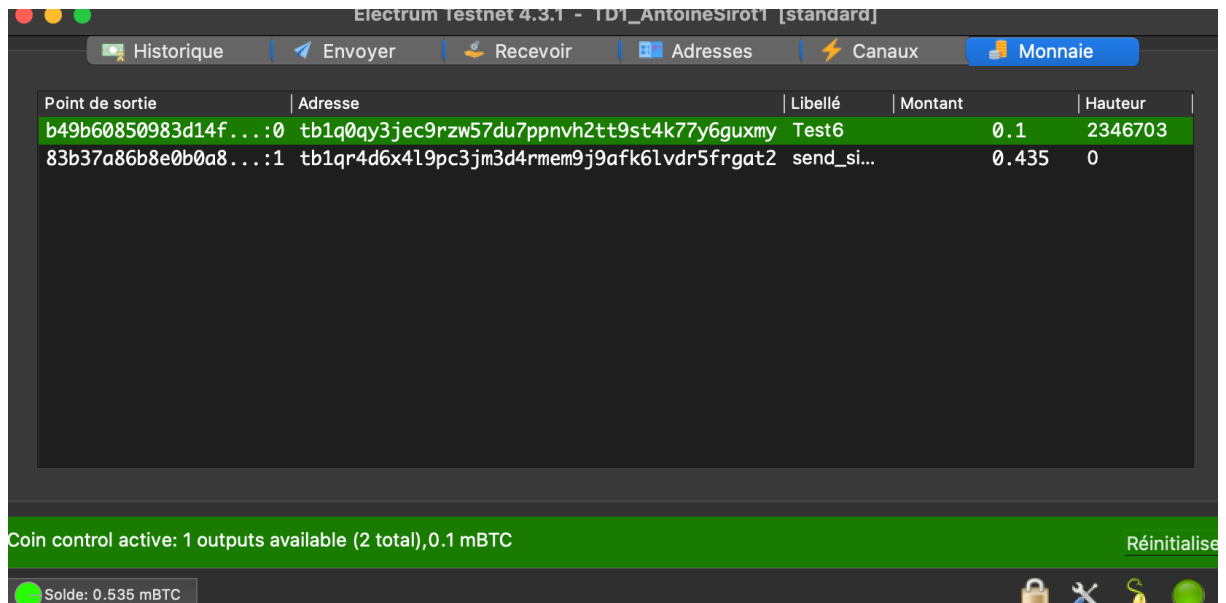 Electrum Testnet 4.3.1 - TD1_AntoineSirot1 [standard]
Historique Envoyer Recevoir Adresses Canaux Monnaie
Point de sortie Adresse Libellé Montant Hauteur
b49b60850983d14f...:0 tb1q0qy3jec9rzw57du7ppnvh2tt9st4k77y6guxmy Test6 0.1 2346703
83b37a86b8e0b0a8...:1 tb1qr4d6x4l9pc3jm3d4rmem9j9afk6lvdr5frgat2 send_si... 0.435 0
Coin control active: 1 outputs available (2 total),0.1 mBTC Réinitialise
Solde: 0.535 mBTC